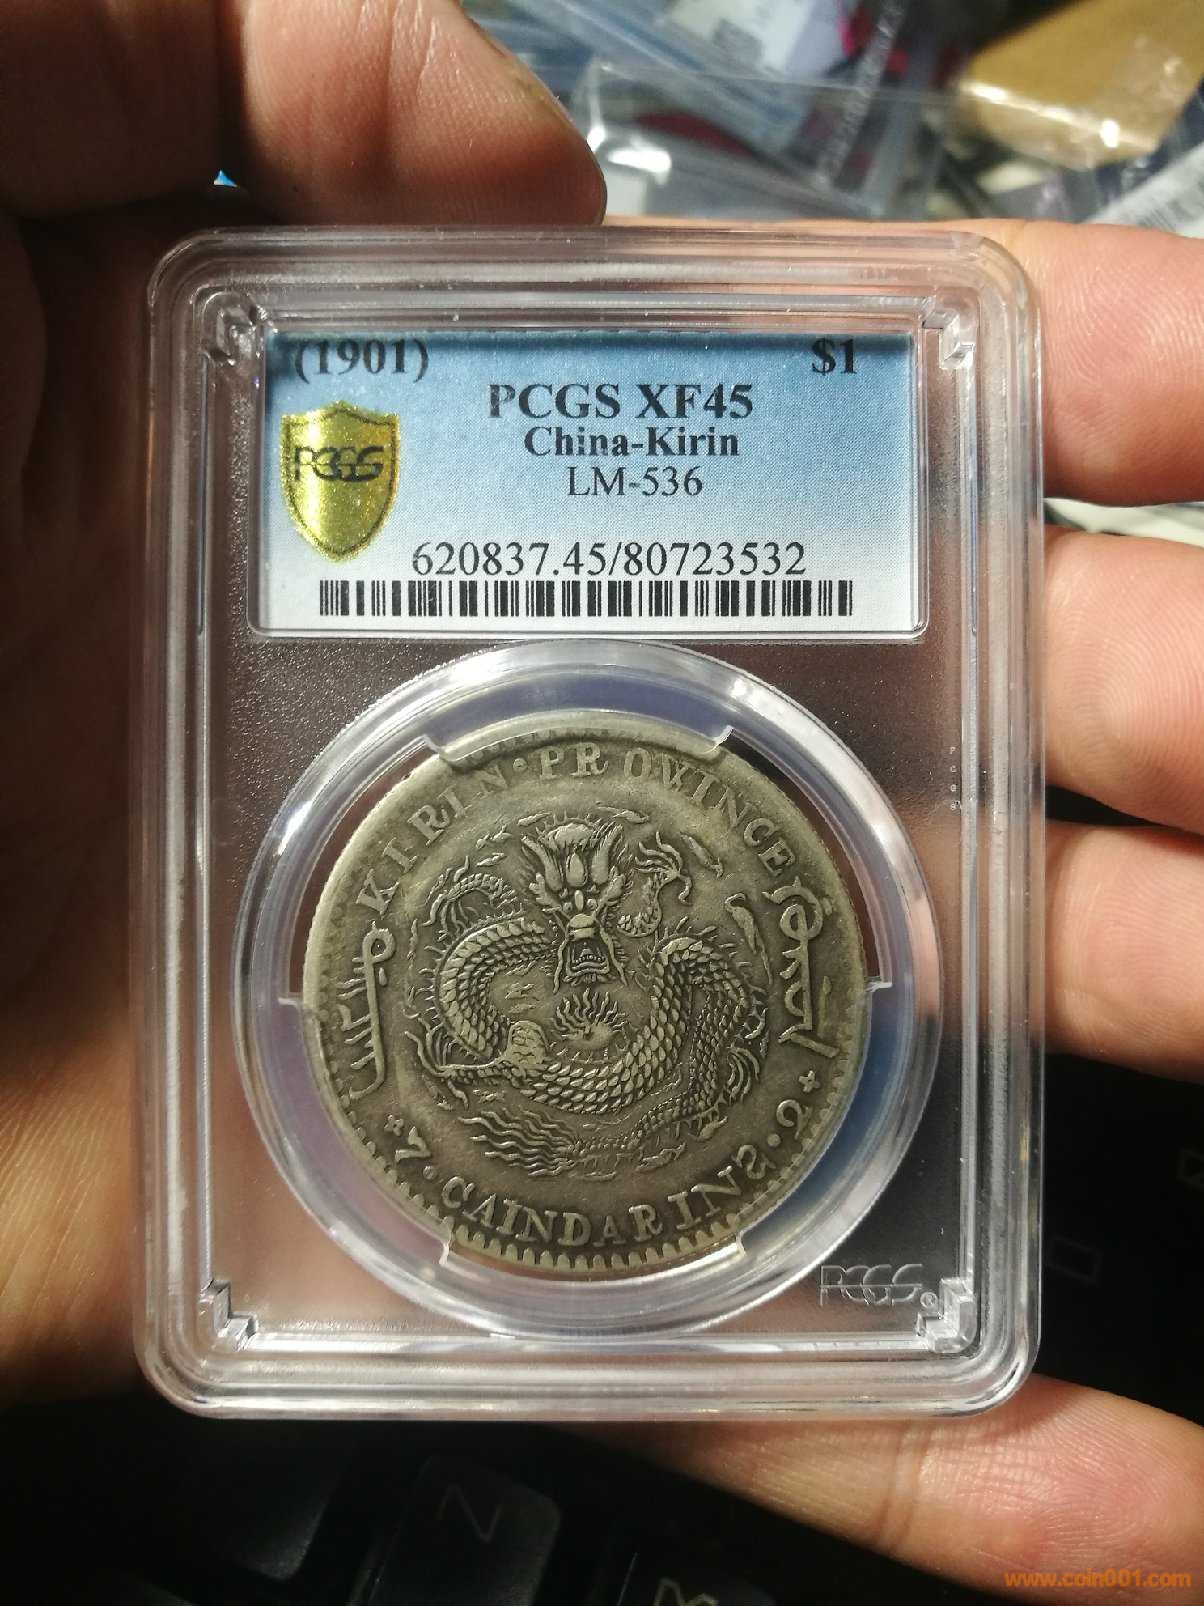 (1901) $1
PCGS XF45
China-Kirin
LM-536
PCGS
620837.45/80723532
KIRIN·PROVINCE
7·CAINDARINS·2
PCGS
www.coin001.com